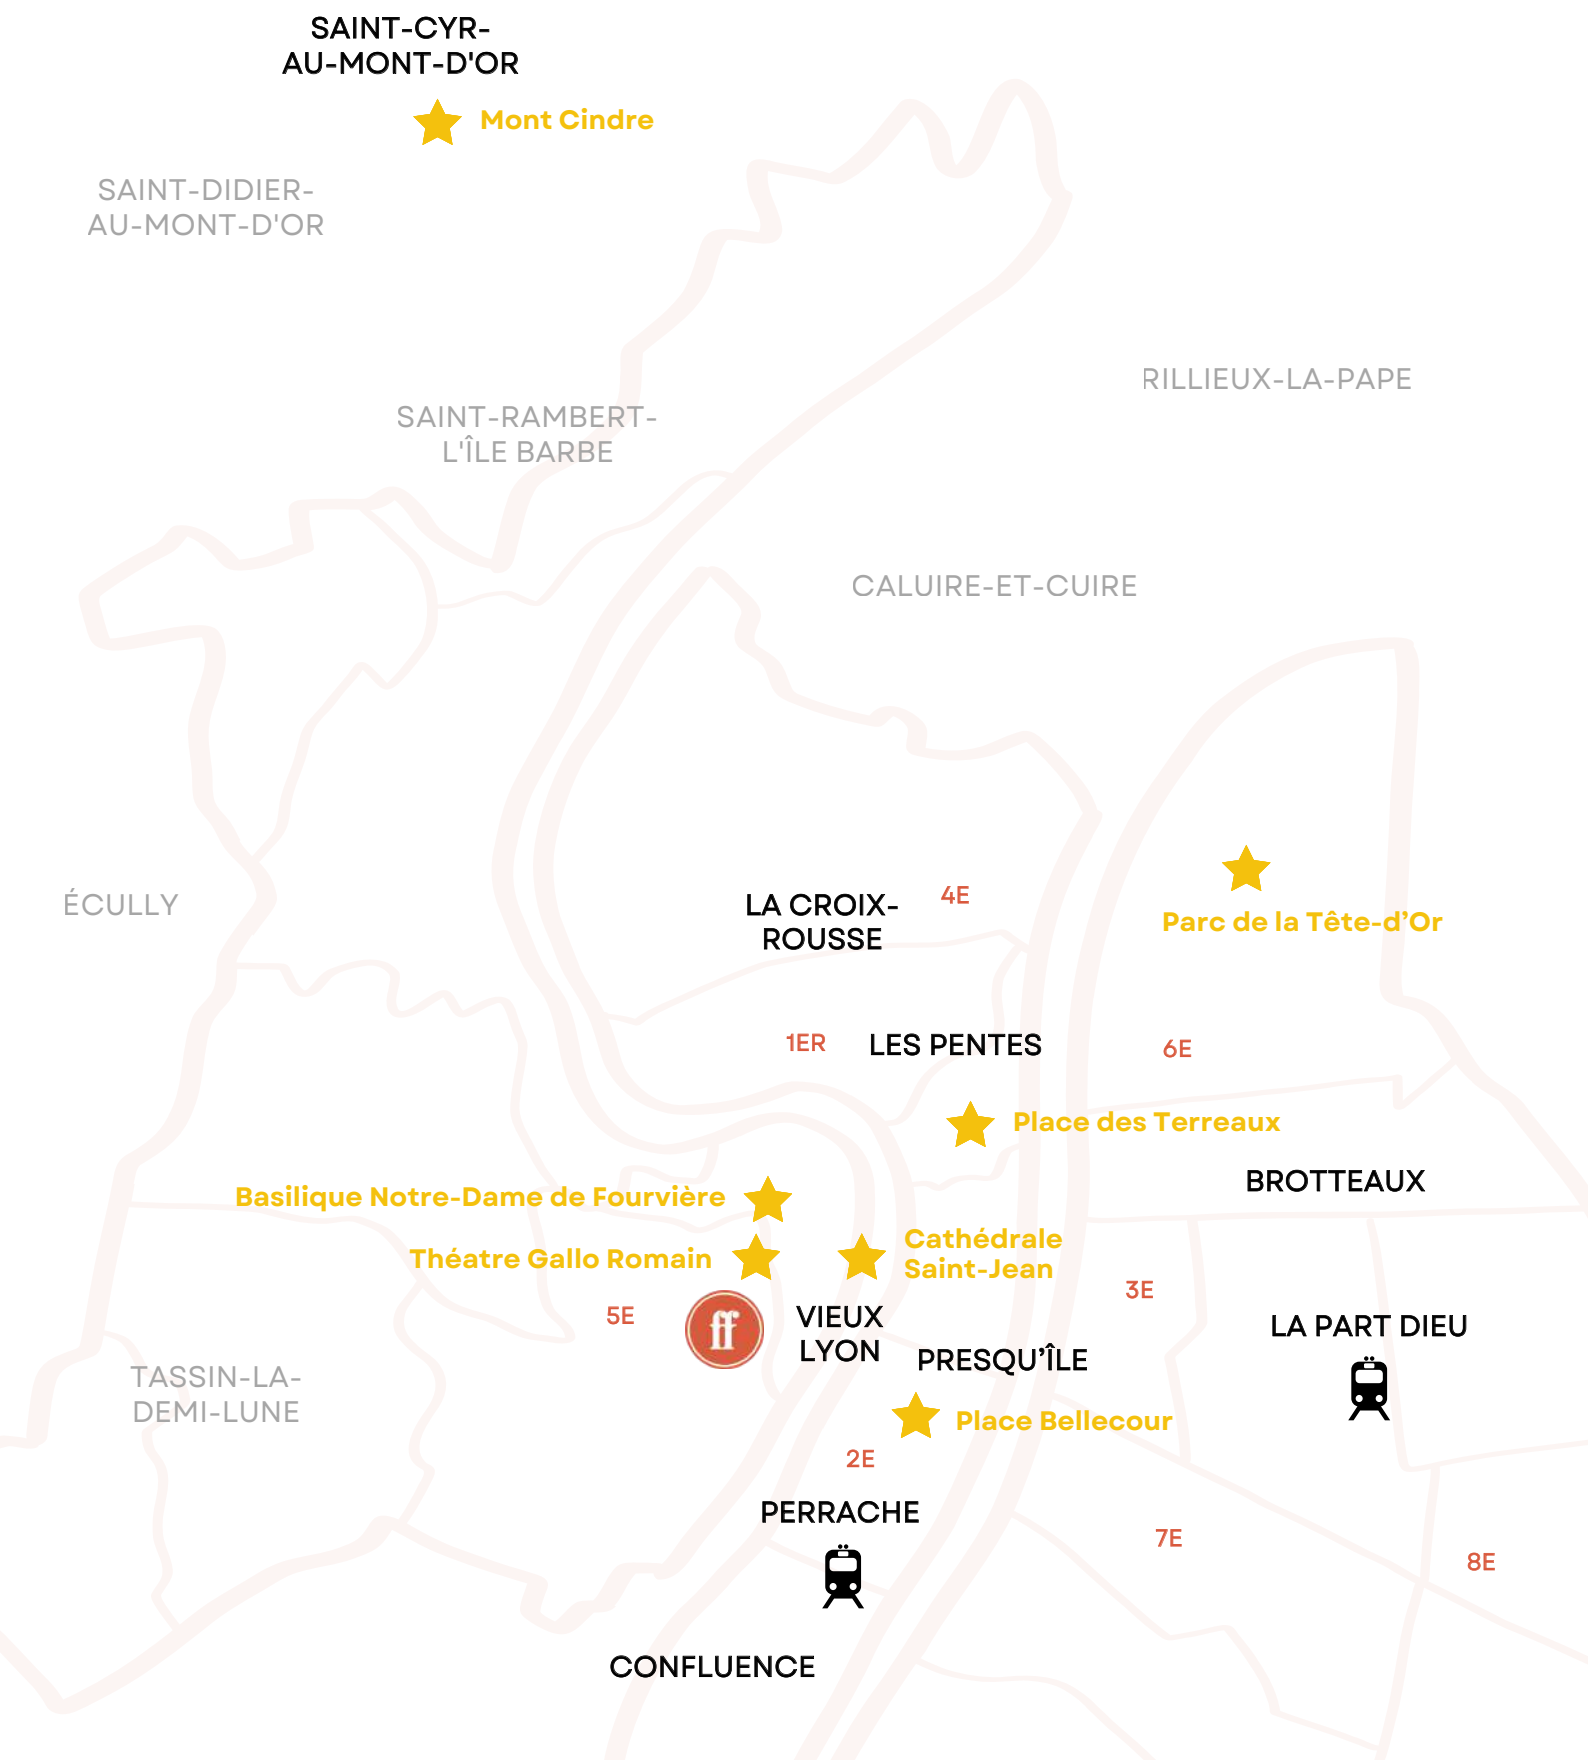 SAINT-CYR-
AU-MONT-D'OR
Mont Cindre
SAINT-DIDIER-
AU-MONT-D'OR
RILLIEUX-LA-PAPE
SAINT-RAMBERT-
L'ÎLE BARBE
CALUIRE-ET-CUIRE
ÉCULLY
LA CROIX-
ROUSSE
4E
Parc de la Tête-d’Or
1ER
LES PENTES
6E
Place des Terreaux
BROTTEAUX
Basilique Notre-Dame de Fourvière
Théatre Gallo Romain
Cathédrale
Saint-Jean
3E
5E
ff
VIEUX
LYON
LA PART DIEU
PRESQU’ÎLE
TASSIN-LA-
DEMI-LUNE
Place Bellecour
2E
PERRACHE
7E
8E
CONFLUENCE